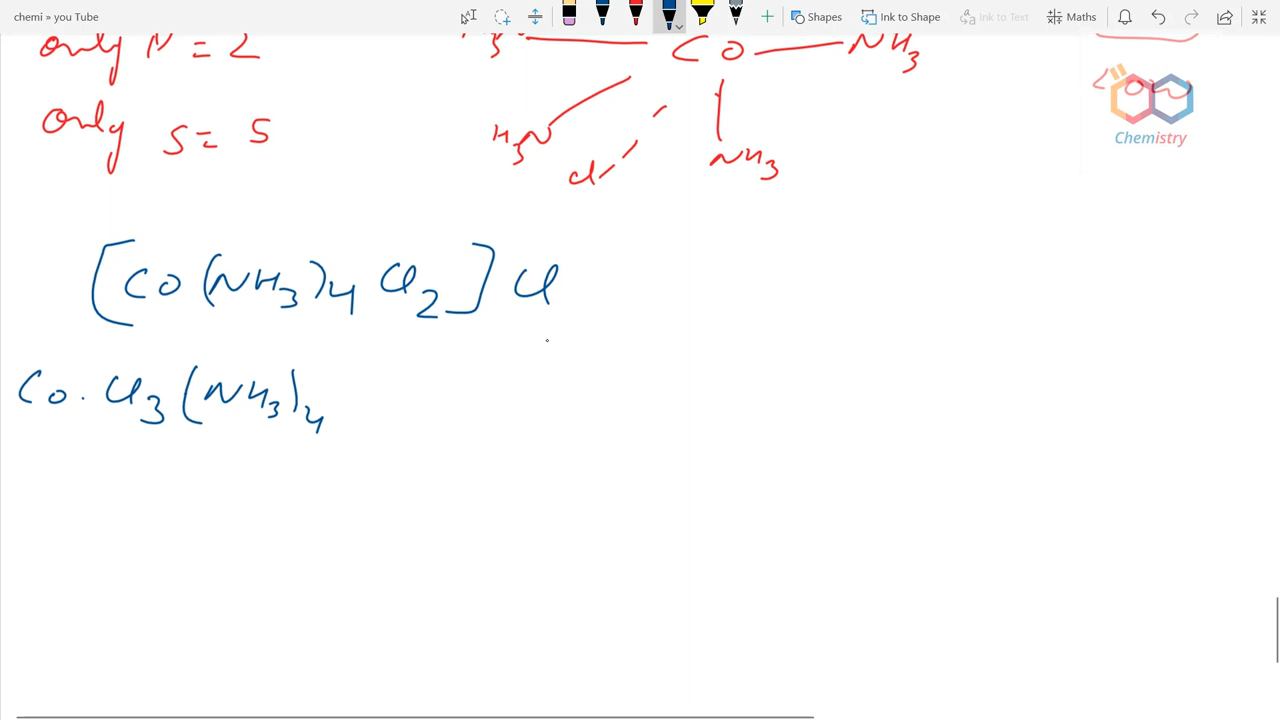 chemi » you Tube
Shapes
Ink to Shape
Ink to Text
Maths
only N = 2
CO — NH3
only S = 5
H3N
Cl
NH3
Chemistry
[CO(NH3)4 Cl2] Cl
Co. Cl3(NH3)4